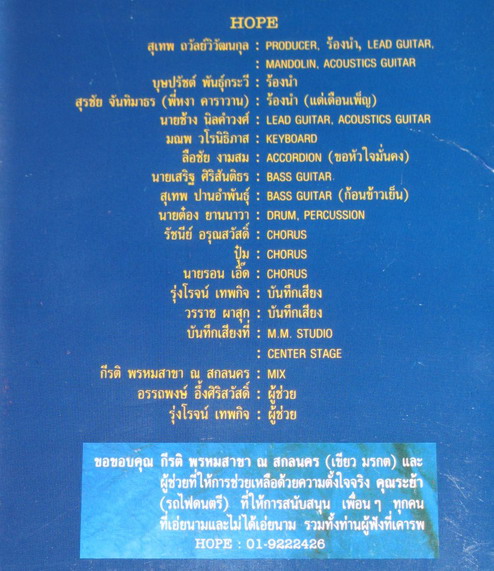 HOPE
สุเทพ ถวัลย์วิวัฒนกุล : PRODUCER, ร้องนำ, LEAD GUITAR,
: MANDOLIN, ACOUSTICS GUITAR
บุษปรัชต์ พันธุ์กระวี : ร้องนำ
สุรชัย จันทิมาธร (พี่หงา คาราวาน) : ร้องนำ (แด่เดือนเพ็ญ)
นายช้าง นิลดำวงศ์ : LEAD GUITAR, ACOUSTICS GUITAR
มณพ วโรนิธิภาส : KEYBOARD
ลือชัย งามสม : ACCORDION (ขอหัวใจมั่นคง)
นายเสริฐ ศิริสันติธร : BASS GUITAR
สุเทพ ปานอำพันธุ์ : BASS GUITAR (ก้อนข้าวเย็น)
นายต๋อง ยานนาวา : DRUM, PERCUSSION
รัชนีย์ อรุณสวัสดิ์ : CHORUS
ปุ๋ม : CHORUS
นายรอน เอี๊ด : CHORUS
รุ่งโรจน์ เทพกิจ : บันทึกเสียง
วรราช ผาสุก : บันทึกเสียง
บันทึกเสียงที่ : M.M. STUDIO
: CENTER STAGE
กีรติ พรหมสาขา ณ สกลนคร : MIX
อรรถพงษ์ อึ้งศิริสวัสดิ์ : ผู้ช่วย
รุ่งโรจน์ เทพกิจ : ผู้ช่วย
ขอขอบคุณ กีรติ พรหมสาขา ณ สกลนคร (เขียว มรกต) และ
ผู้ช่วยที่ให้การช่วยเหลือด้วยความตั้งใจจริง คุณระย้า
(รถไฟดนตรี) ที่ให้การสนับสนุน เพื่อนๆ ทุกคน
ที่เอ่ยนามและไม่ได้เอ่ยนาม รวมทั้งท่านผู้ฟังที่เคารพ
HOPE : 01-9222426